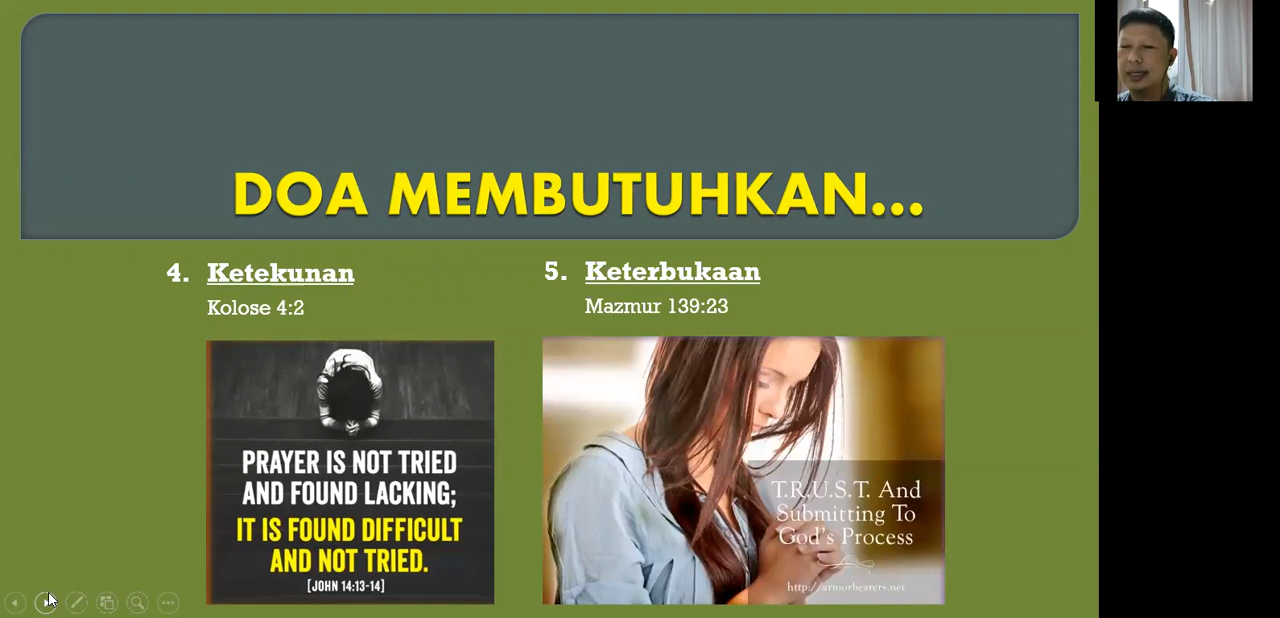 DOA MEMBUTUHKAN...
4. Ketekunan
Kolose 4:2
5. Keterbukaan
Mazmur 139:23
PRAYER IS NOT TRIED
AND FOUND LACKING;
IT IS FOUND DIFFICULT
AND NOT TRIED.
[JOHN 14:13-14]
T.R.U.S.T. And
Submitting To
God's Process
http://armorbearers.net